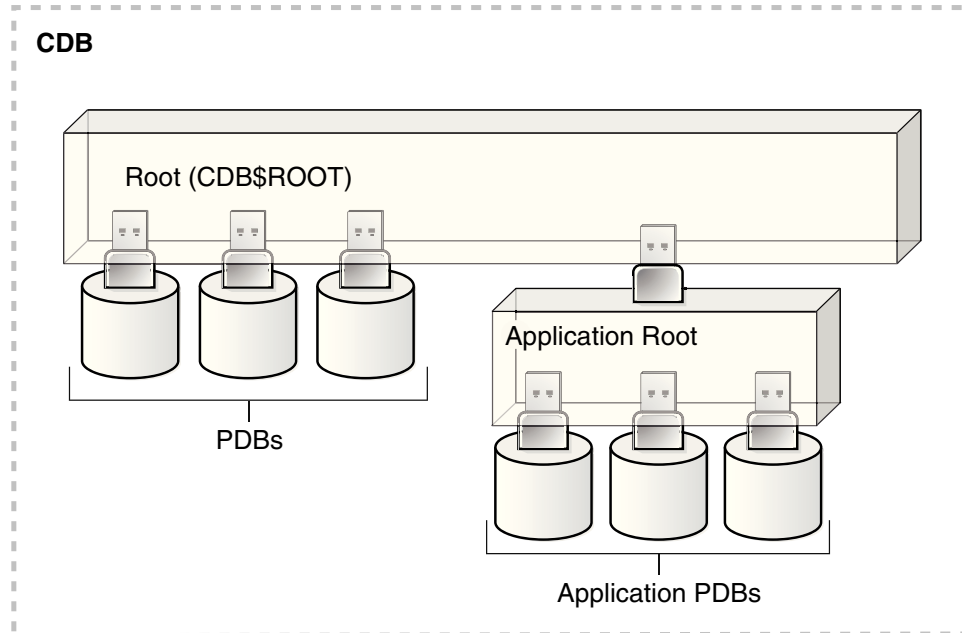 CDB
Root (CDB$ROOT)
Application Root
PDBs
Application PDBs